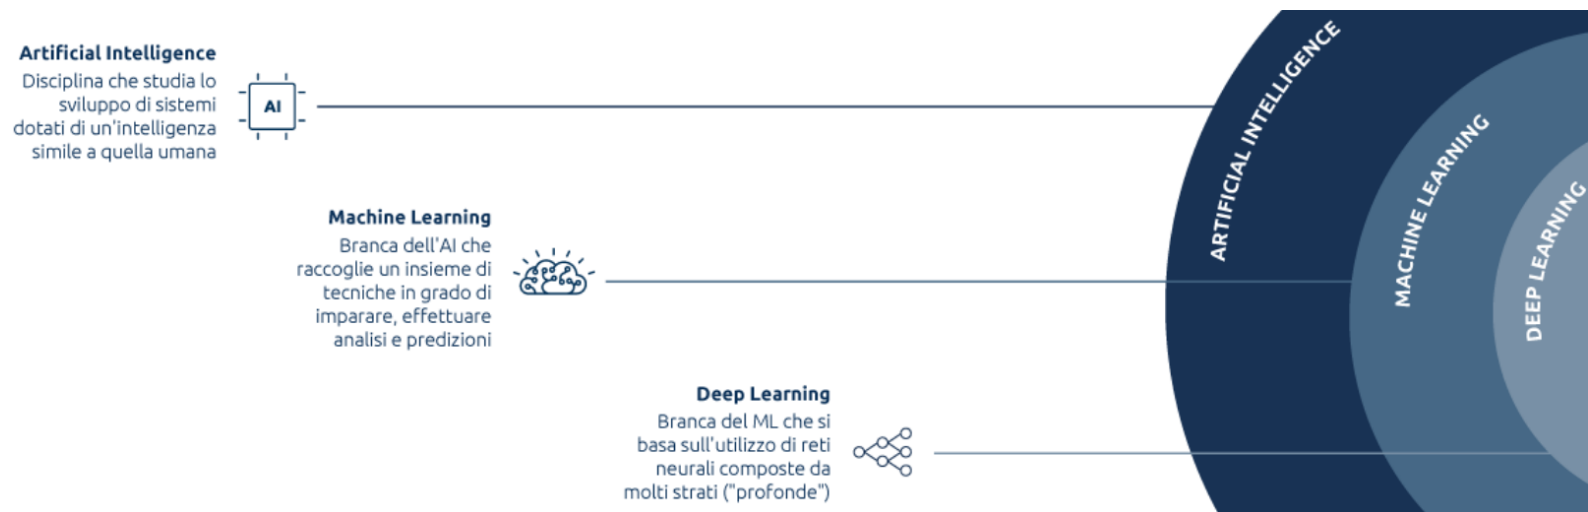 Artificial Intelligence
Disciplina che studia lo
sviluppo di sistemi
dotati di un'intelligenza
simile a quella umana
AI
Machine Learning
Branca dell'AI che
raccoglie un insieme di
tecniche in grado di
imparare, effettuare
analisi e predizioni
Deep Learning
Branca del ML che si
basa sull'utilizzo di reti
neurali composte da
molti strati ("profonde")
ARTIFICIAL INTELLIGENCE
MACHINE LEARNING
DEEP LEARNING